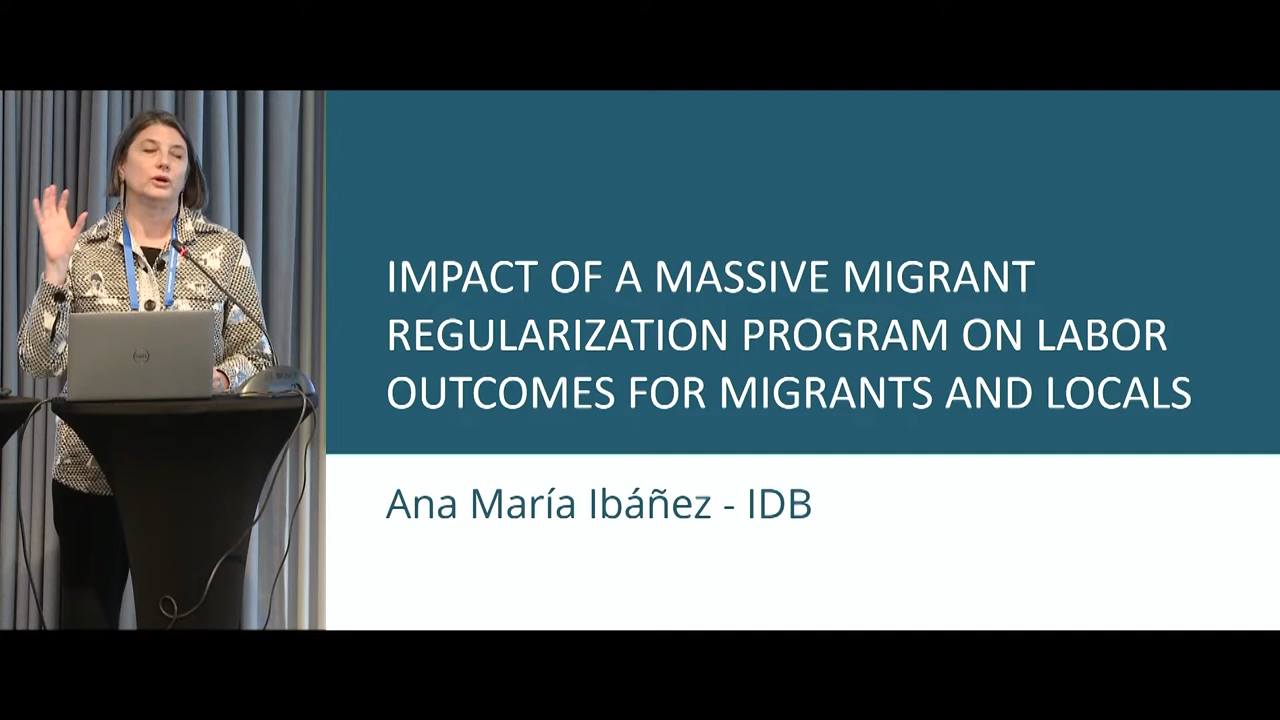 IMPACT OF A MASSIVE MIGRANT
REGULARIZATION PROGRAM ON LABOR
OUTCOMES FOR MIGRANTS AND LOCALS
Ana María Ibáñez - IDB